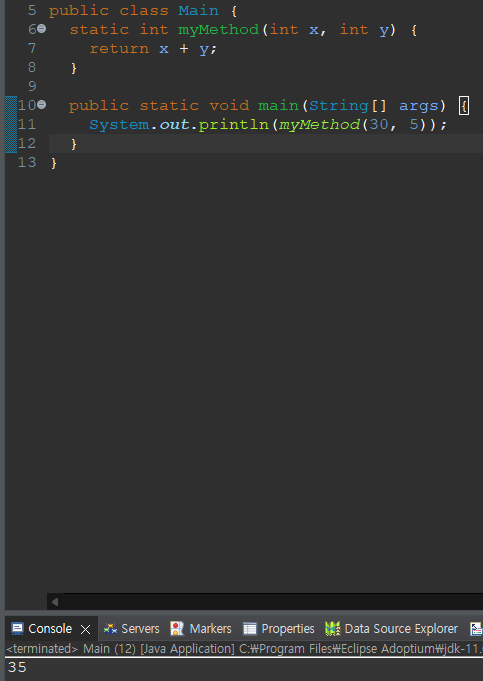 5 public class Main {
6 static int myMethod(int x, int y) {
7 return x + y;
8 }
9
10 public static void main(String[] args) {
11 System.out.println(myMethod(30, 5));
12 }
13 }
Console Servers Markers Properties Data Source Explorer
<terminated> Main (12) [Java Application] C:₩Program Files₩Eclipse Adoptium₩jdk-11.
35